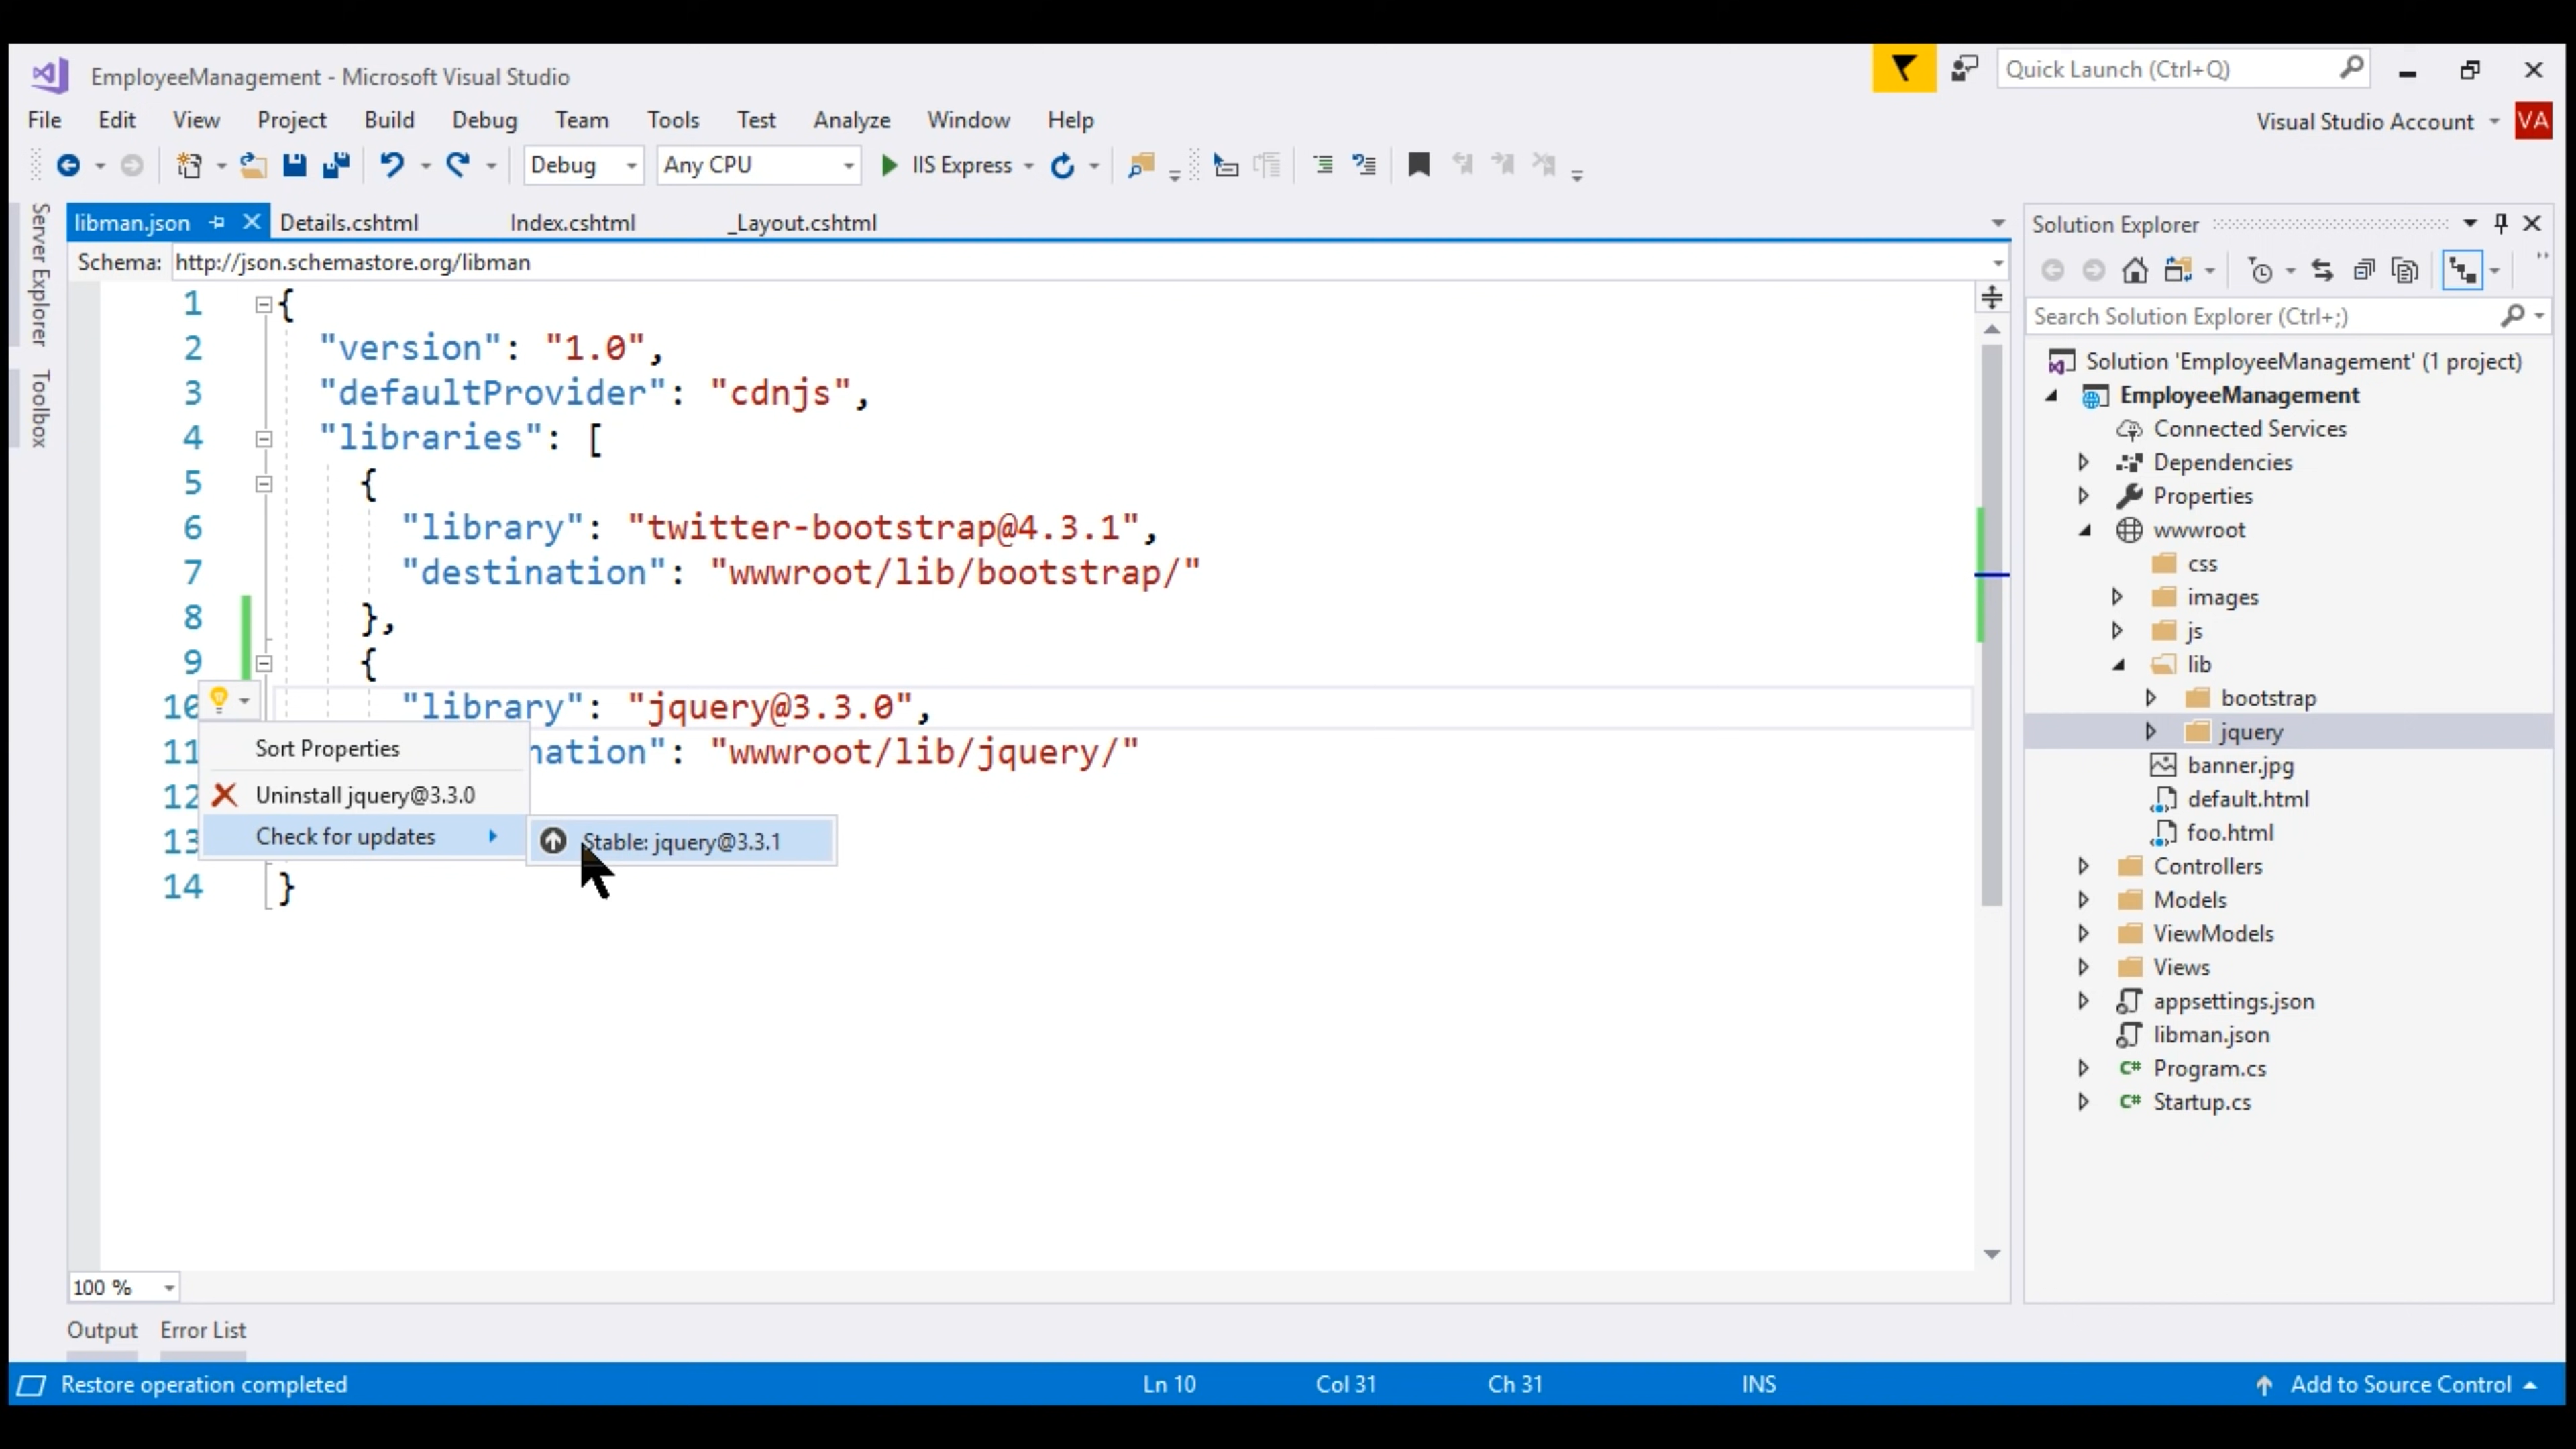 EmployeeManagement - Microsoft Visual Studio
Quick Launch (Ctrl+Q)
File Edit View Project Build Debug Team Tools Test Analyze Window Help
Visual Studio Account VA
Debug Any CPU IIS Express
Server Explorer
Toolbox
libman.json Details.cshtml Index.cshtml _Layout.cshtml
Schema: http://json.schemastore.org/libman
1 {
2 "version": "1.0",
3 "defaultProvider": "cdnjs",
4 "libraries": [
5 {
6 "library": "twitter-bootstrap@4.3.1",
7 "destination": "wwwroot/lib/bootstrap/"
8 },
9 {
10 "library": "jquery@3.3.0",
11 nation": "wwwroot/lib/jquery/"
12
13
14 }
Sort Properties
Uninstall jquery@3.3.0
Check for updates
Stable: jquery@3.3.1
100 %
Output Error List
Solution Explorer
Search Solution Explorer (Ctrl+;)
Solution 'EmployeeManagement' (1 project)
EmployeeManagement
Connected Services
Dependencies
Properties
wwwroot
css
images
js
lib
bootstrap
jquery
banner.jpg
default.html
foo.html
Controllers
Models
ViewModels
Views
appsettings.json
libman.json
C# Program.cs
C# Startup.cs
Restore operation completed Ln 10 Col 31 Ch 31 INS Add to Source Control